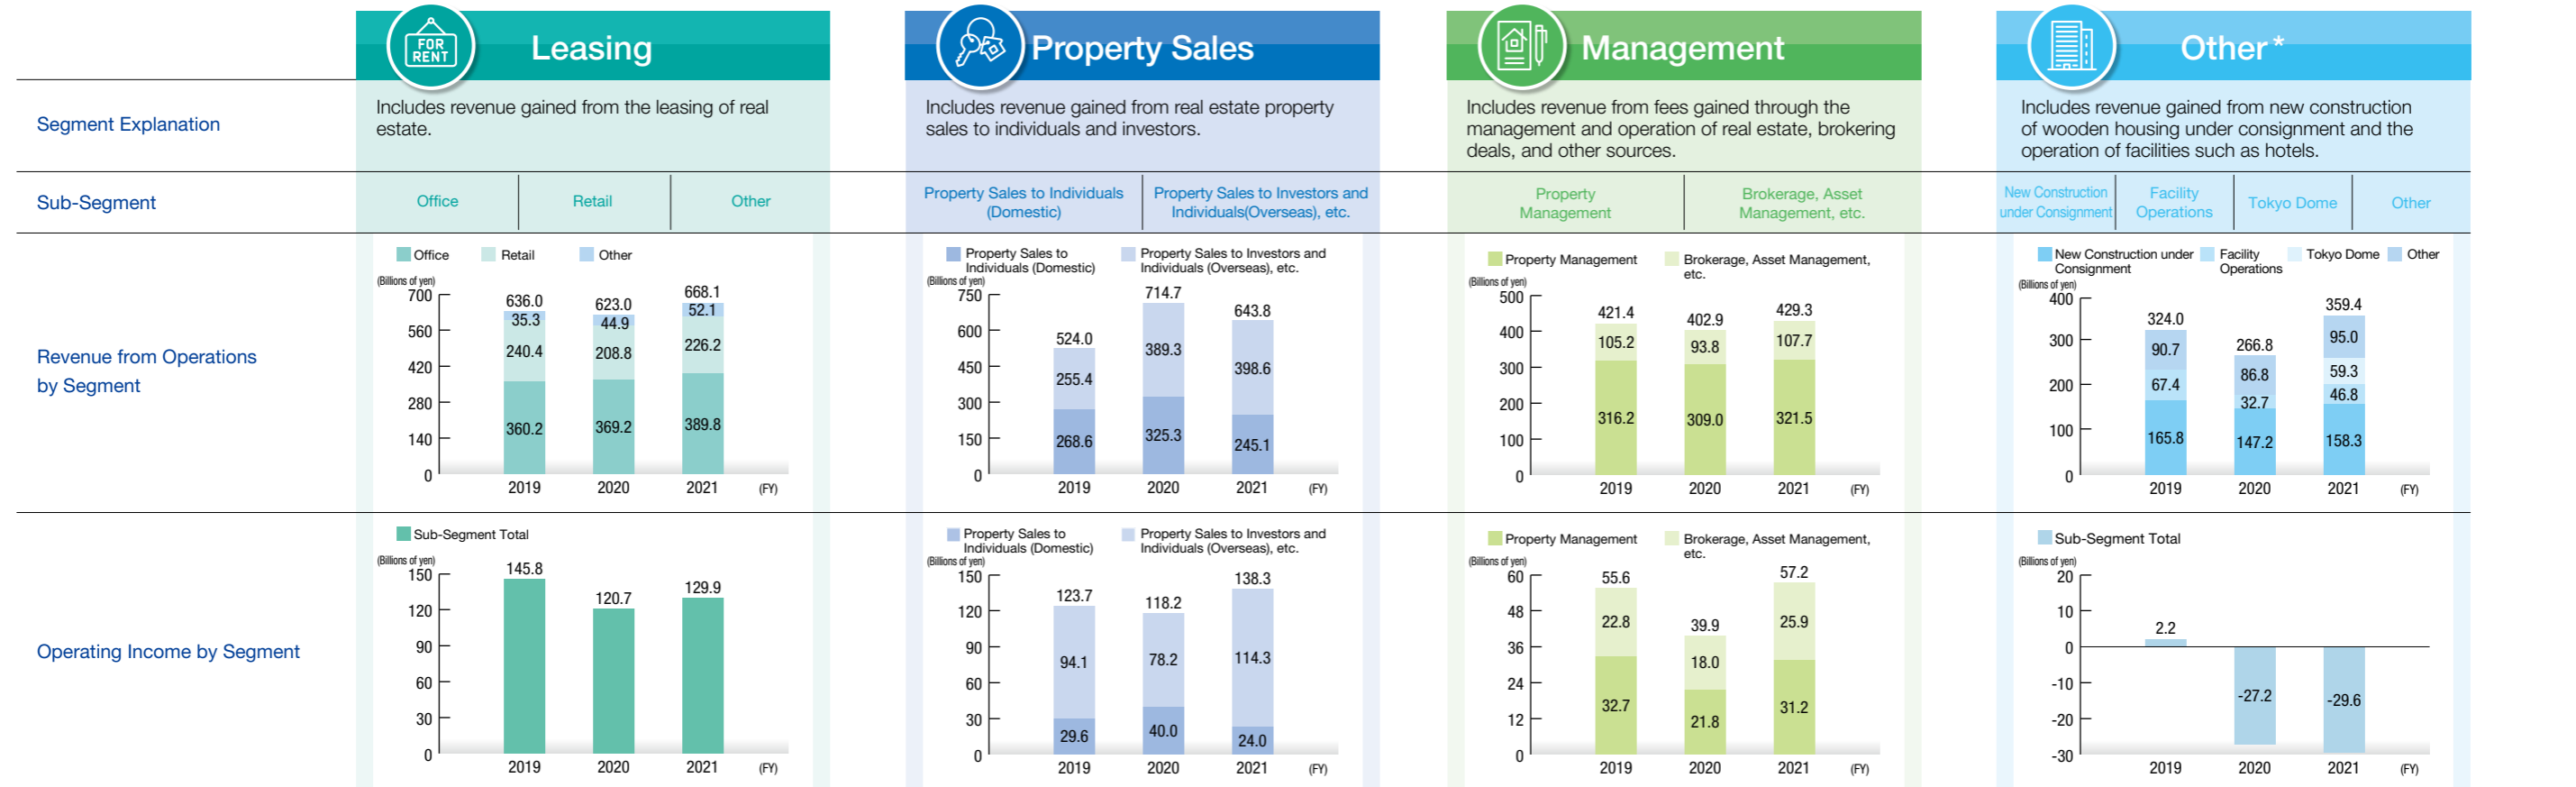 FOR
RENT
Leasing
Property Sales
Management
Other*
Segment Explanation
Includes revenue gained from the leasing of real
estate.
Includes revenue gained from real estate property
sales to individuals and investors.
Includes revenue from fees gained through the
management and operation of real estate, brokering
deals, and other sources.
Includes revenue gained from new construction
of wooden housing under consignment and the
operation of facilities such as hotels.
Sub-Segment
Office
Retail
Other
Property Sales to Individuals
(Domestic)
Property Sales to Investors and
Individuals(Overseas), etc.
Property
Management
Brokerage, Asset
Management, etc.
New Construction
under Consignment
Facility
Operations
Tokyo Dome
Other
Revenue from Operations
by Segment
Office
Retail
Other
(Billions of yen)
700
560
420
280
140
0
636.0
35.3
240.4
360.2
623.0
44.9
208.8
369.2
668.1
52.1
226.2
389.8
2019
2020
2021
(FY)
Property Sales to
Individuals (Domestic)
Property Sales to Investors and
Individuals (Overseas), etc.
(Billions of yen)
750
600
450
300
150
0
524.0
255.4
268.6
714.7
389.3
325.3
643.8
398.6
245.1
2019
2020
2021
(FY)
Property Management
Brokerage, Asset Management,
etc.
(Billions of yen)
500
400
300
200
100
0
421.4
105.2
316.2
402.9
93.8
309.0
429.3
107.7
321.5
2019
2020
2021
(FY)
New Construction under
Consignment
Facility
Operations
Tokyo Dome
Other
(Billions of yen)
400
300
200
100
0
324.0
90.7
67.4
165.8
266.8
86.8
32.7
147.2
359.4
95.0
59.3
46.8
158.3
2019
2020
2021
(FY)
Operating Income by Segment
Sub-Segment Total
(Billions of yen)
150
120
90
60
30
0
145.8
120.7
129.9
2019
2020
2021
(FY)
Property Sales to
Individuals (Domestic)
Property Sales to Investors and
Individuals (Overseas), etc.
(Billions of yen)
150
120
90
60
30
0
123.7
94.1
29.6
118.2
78.2
40.0
138.3
114.3
24.0
2019
2020
2021
(FY)
Property Management
Brokerage, Asset Management,
etc.
(Billions of yen)
60
48
36
24
12
0
55.6
22.8
32.7
39.9
18.0
21.8
57.2
25.9
31.2
2019
2020
2021
(FY)
Sub-Segment Total
(Billions of yen)
20
10
0
-10
-20
-30
2.2
-27.2
-29.6
2019
2020
2021
(FY)